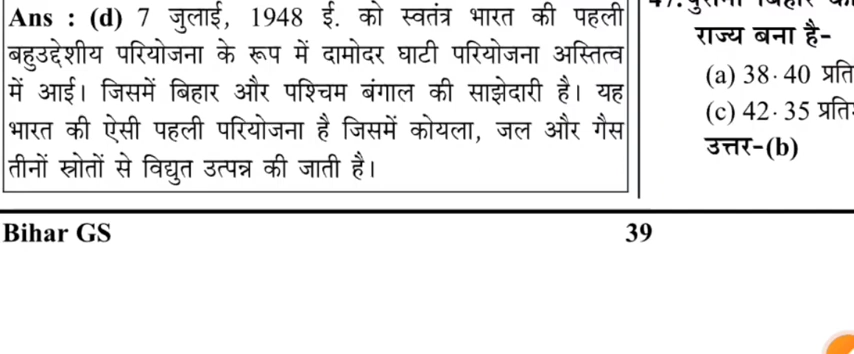 Ans : (d) 7 जुलाई, 1948 ई. को स्वतंत्र भारत की पहली
बहुउद्देशीय परियोजना के रूप में दामोदर घाटी परियोजना अस्तित्व
में आई। जिसमें बिहार और पश्चिम बंगाल की साझेदारी है। यह
भारत की ऐसी पहली परियोजना है जिसमें कोयला, जल और गैस
तीनों स्रोतों से विद्युत उत्पन्न की जाती है।
राज्य बना है-
(a) 38·40 प्रति
(c) 42·35 प्रति
उत्तर-(b)
Bihar GS
39